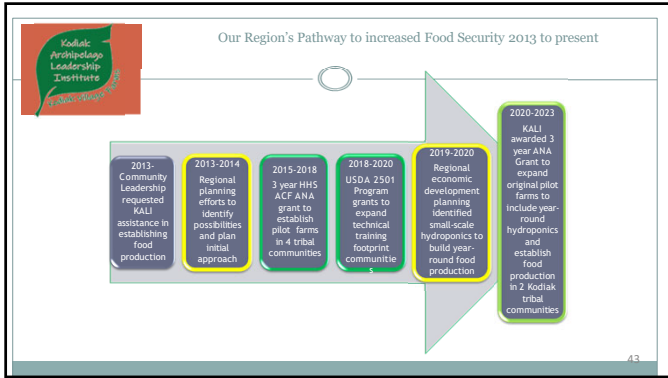 Kodiak
Archipelago
Leadership
Institute
Our Region's Pathway to increased Food Security 2013 to present
2013-
Community
Leadership
requested
KALI
assistance in
establishing
food
production
2013-2014
Regional
planning
efforts to
identify
possibilities
and plan
initial
approach
2015-2018
3 year HHS
ACF ANA
grant to
establish
pilot farms
in 4 tribal
communities
2018-2020
USDA 2501
Program
grants to
expand
technical
training
footprint
communitie
s
2019-2020
Regional
economic
development
planning
identified
small-scale
hydroponics to
build year-
round food
production
2020-2023
KALI
awarded 3
year ANA
Grant to
expand
original pilot
farms to
include year-
round
hydroponics
and
establish
food
production
in 2 Kodiak
tribal
communities
43